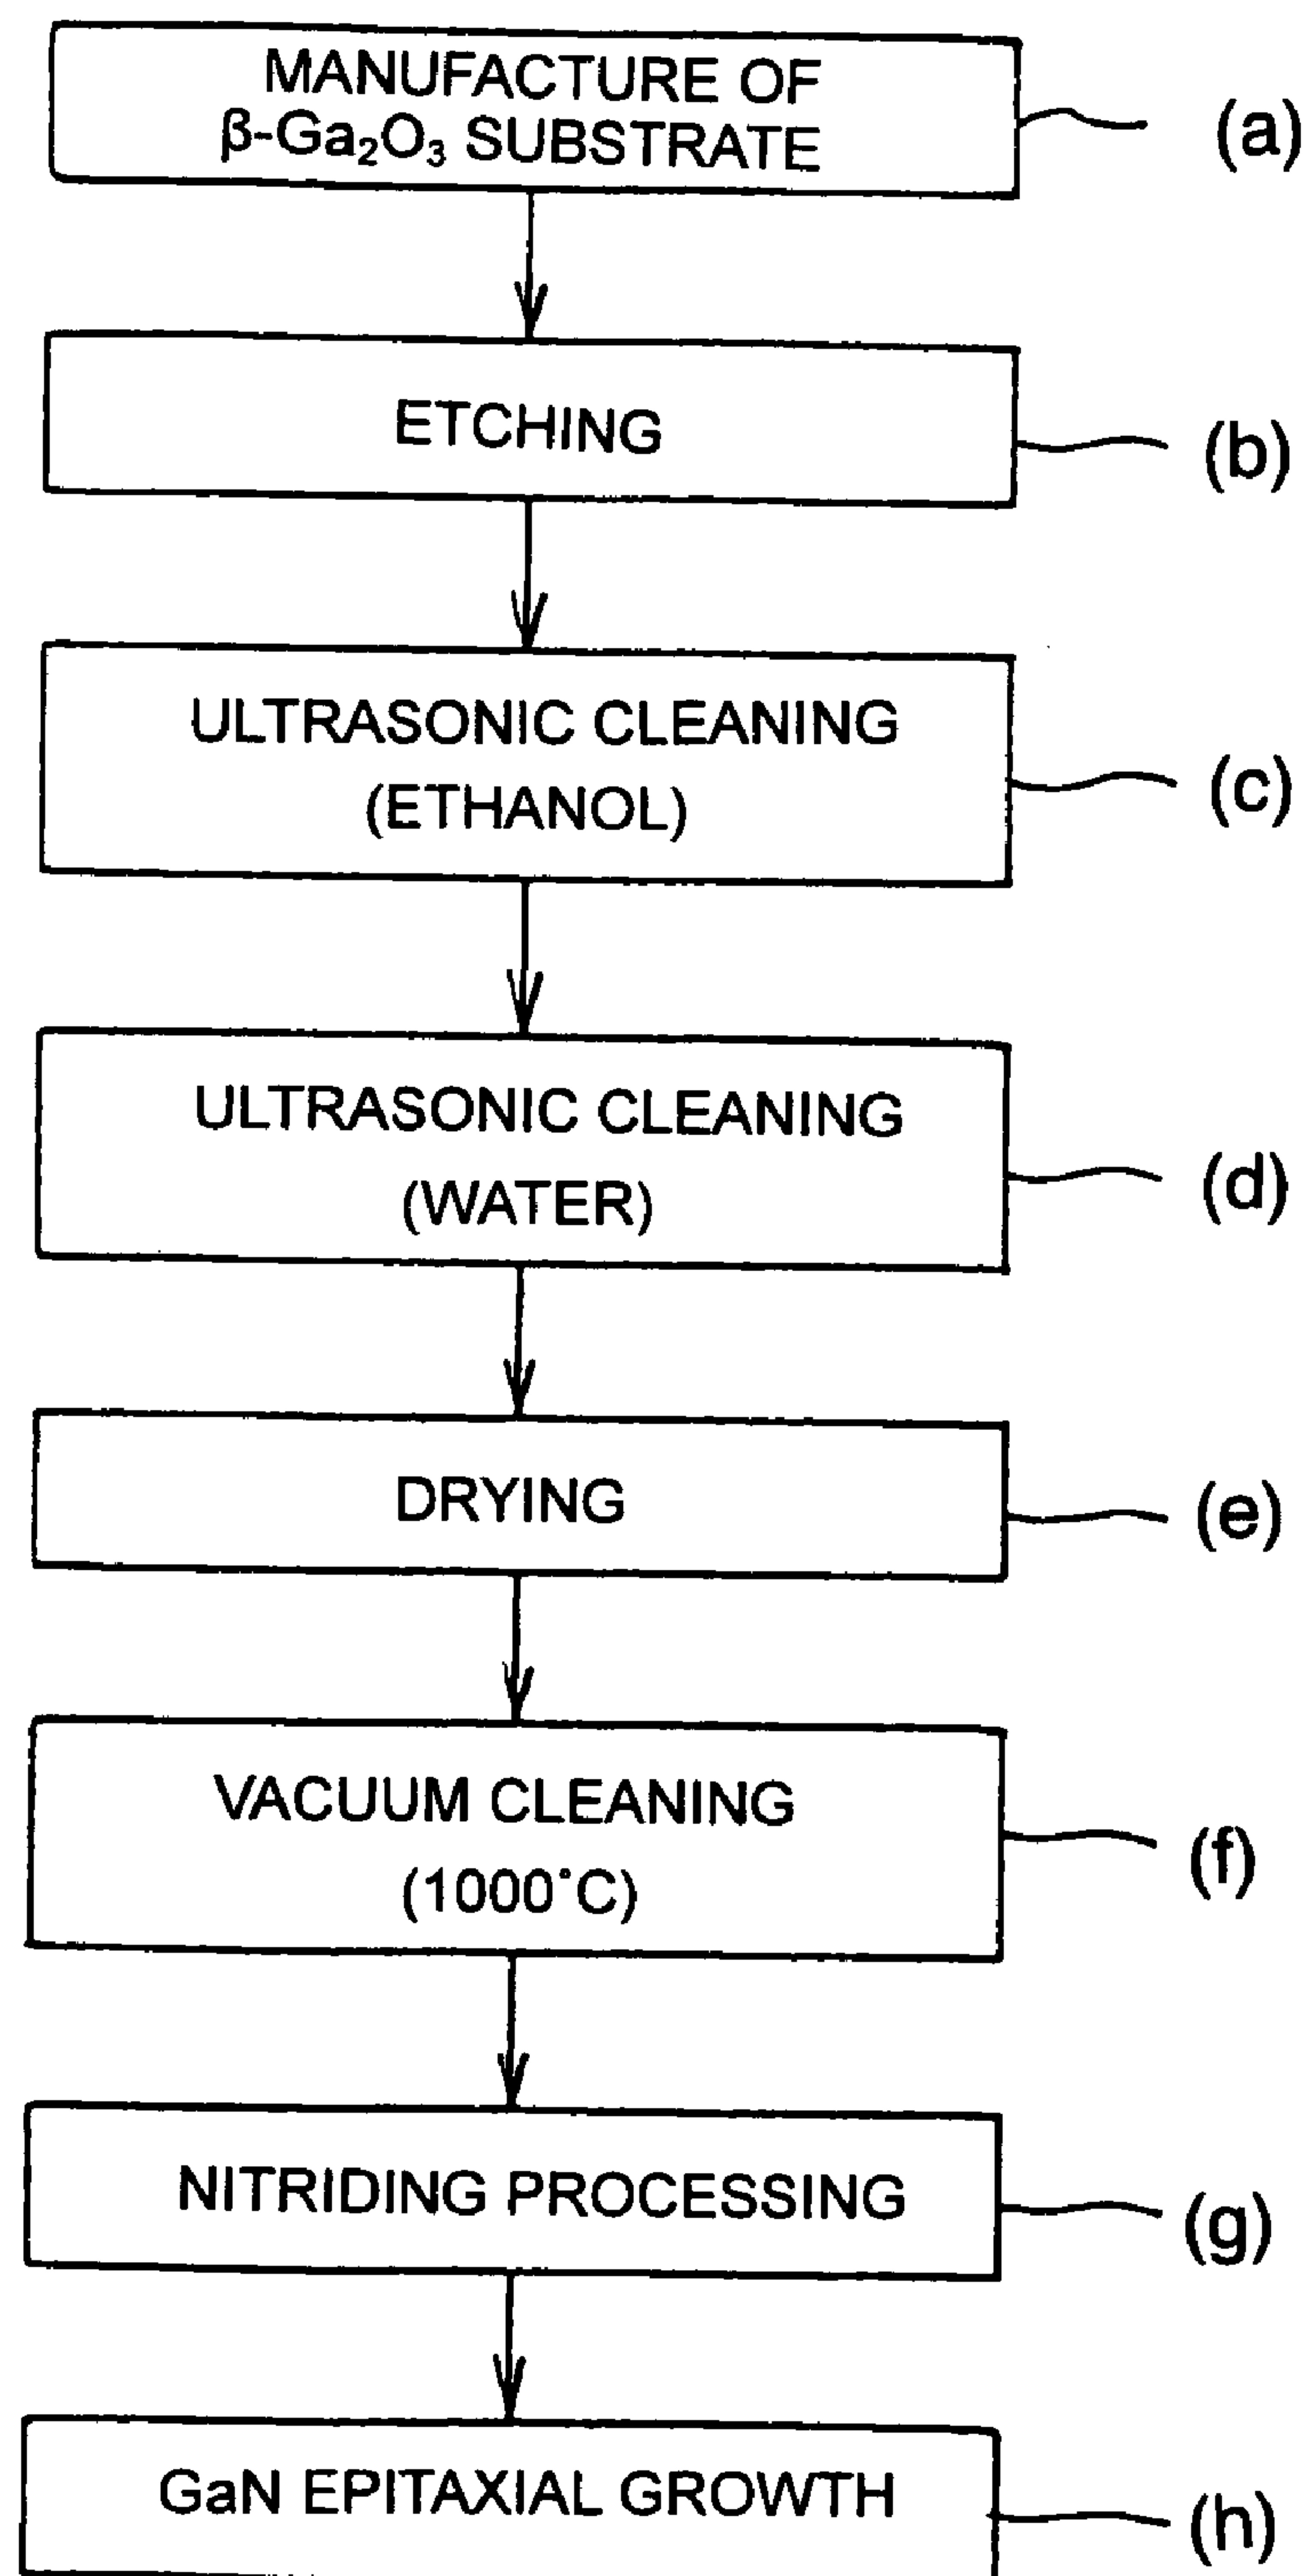 MANUFACTURE OF
β-Ga₂O₃ SUBSTRATE
(a)
ETCHING
(b)
ULTRASONIC CLEANING
(ETHANOL)
(c)
ULTRASONIC CLEANING
(WATER)
(d)
DRYING
(e)
VACUUM CLEANING
(1000°C)
(f)
NITRIDING PROCESSING
(g)
GaN EPITAXIAL GROWTH
(h)